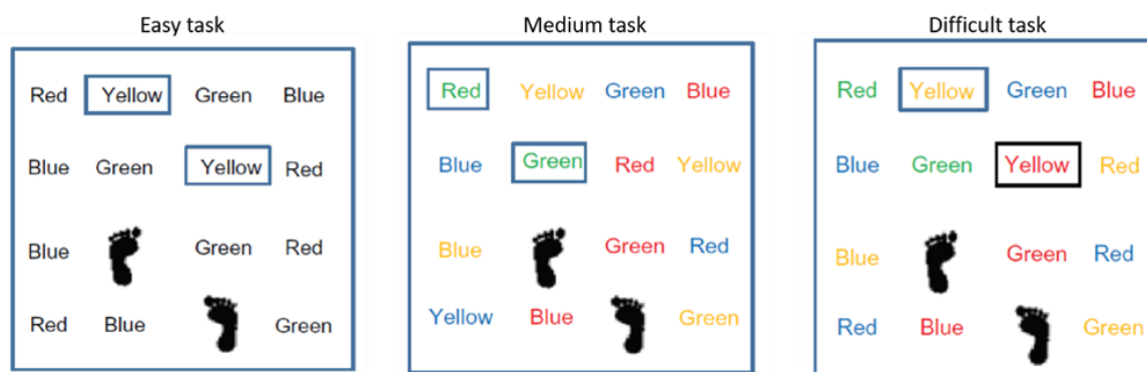 Easy task
Red Yellow Green Blue
Blue Green Yellow Red
Blue Green Red
Red Blue Green
Medium task
Red Yellow Green Blue
Blue Green Red Yellow
Blue Green Red
Yellow Blue Green
Difficult task
Red Yellow Green Blue
Blue Green Yellow Red
Blue Green Red
Red Blue Green